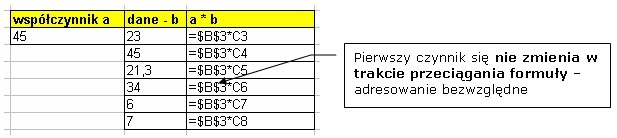 współczynnik a dane - b a * b
45 23 =$B$3*C3
45 =$B$3*C4
21,3 =$B$3*C5
34 =$B$3*C6
6 =$B$3*C7
7 =$B$3*C8
Pierwszy czynnik się nie zmienia w
trakcie przeciągania formuły –
adresowanie bezwzględne